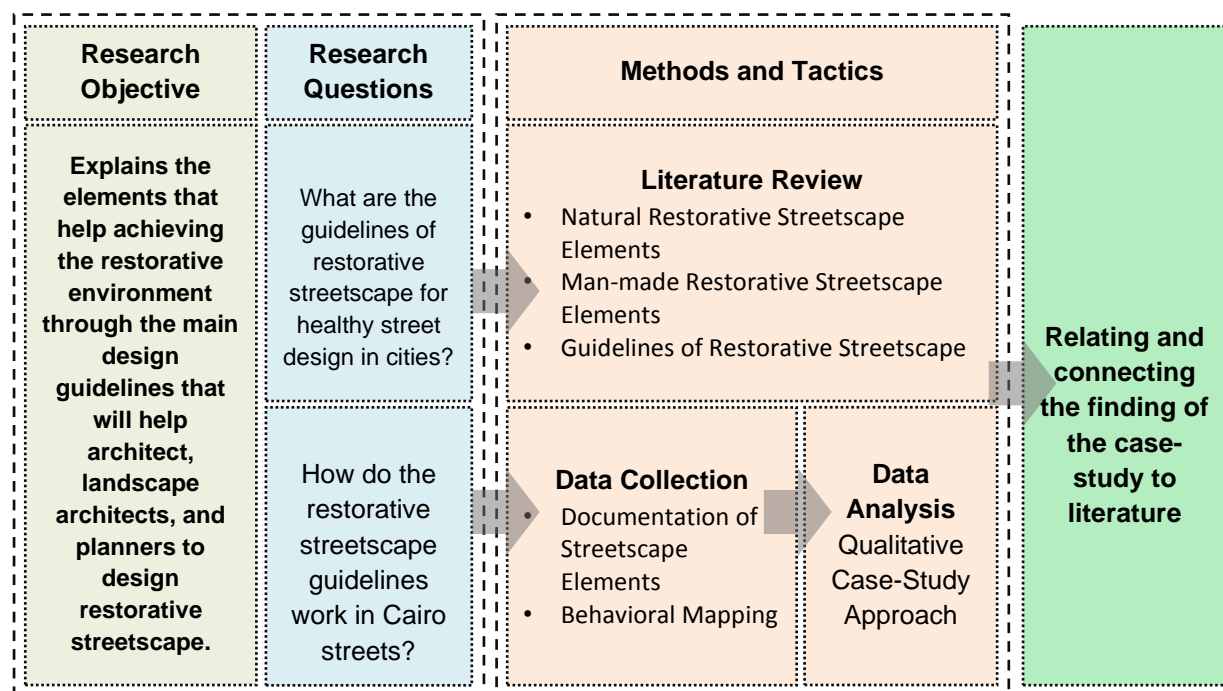 Research
Objective
Explains the
elements that
help achieving
the restorative
environment
through the main
design
guidelines that
will help
architect,
landscape
architects, and
planners to
design
restorative
streetscape.
Research
Questions
What are the
guidelines of
restorative
streetscape for
healthy street
design in cities?
How do the
restorative
streetscape
guidelines
work in Cairo
streets?
Methods and Tactics
Literature Review
• Natural Restorative Streetscape
Elements
• Man-made Restorative Streetscape
Elements
• Guidelines of Restorative Streetscape
Data Collection
• Documentation of
Streetscape
Elements
• Behavioral Mapping
Data
Analysis
Qualitative
Case-Study
Approach
Relating and
connecting
the finding of
the case-
study to
literature